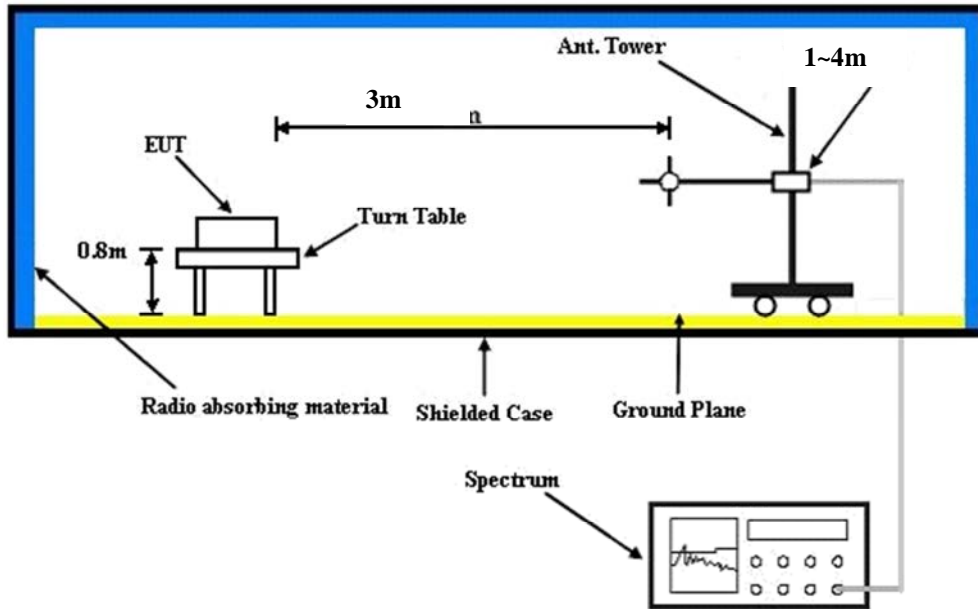 Ant. Tower
1~4m
3m
n
EUT
Turn Table
0.8m
Radio absorbing material
Shielded Case
Ground Plane
Spectrum